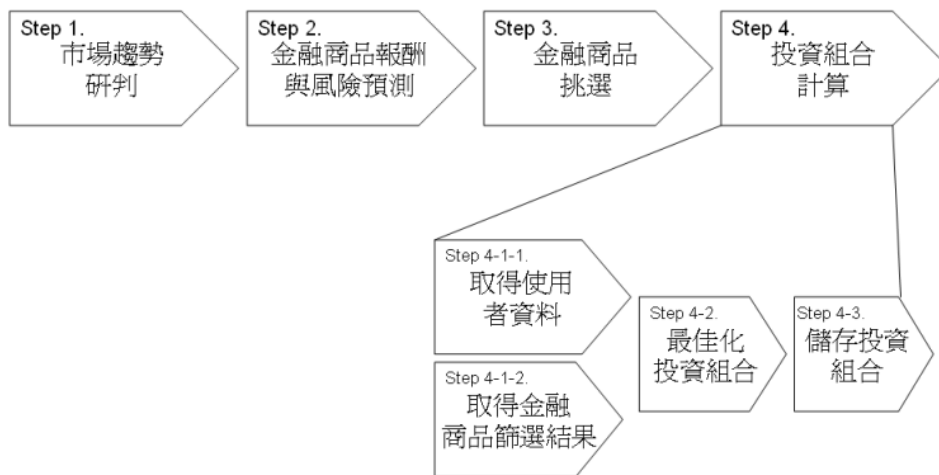 Step 1.
市場趨勢
研判
Step 2.
金融商品報酬
與風險預測
Step 3.
金融商品
挑選
Step 4.
投資組合
計算
Step 4-1-1.
取得使用
者資料
Step 4-2.
最佳化
投資組合
Step 4-3.
儲存投資
組合
Step 4-1-2.
取得金融
商品篩選結果